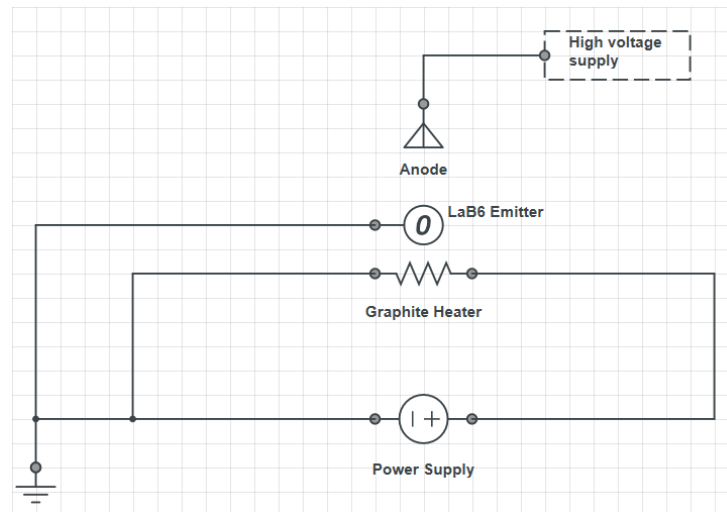 High voltage
supply
Anode
LaB6 Emitter
0
Graphite Heater
Power Supply